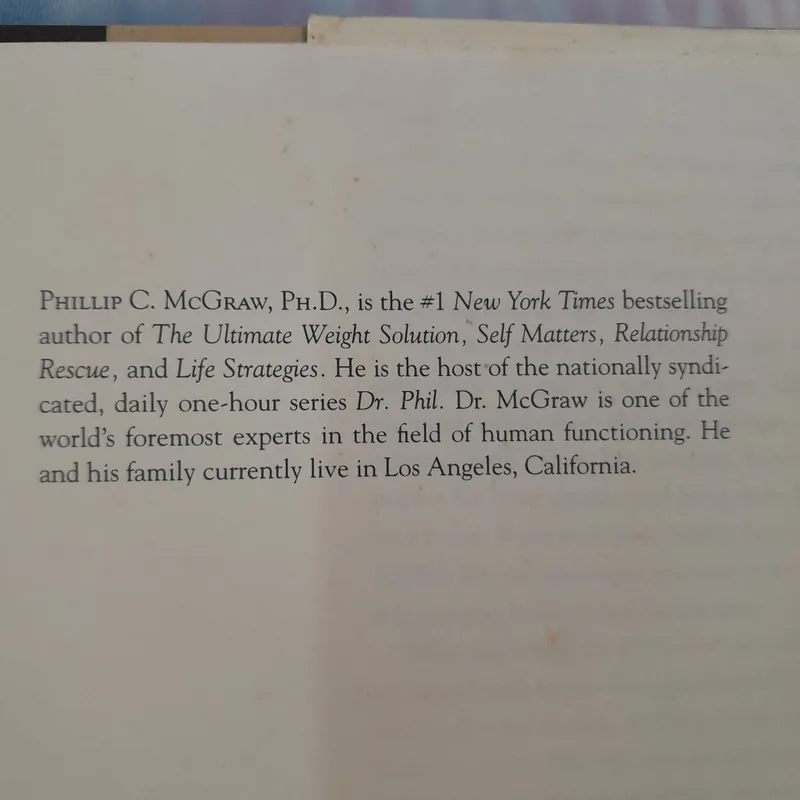 PHILLIP C. MCGRAW, PH.D., is the #1 New York Times bestselling
author of The Ultimate Weight Solution, Self Matters, Relationship
Rescue, and Life Strategies. He is the host of the nationally syndi-
cated, daily one-hour series Dr. Phil. Dr. McGraw is one of the
world's foremost experts in the field of human functioning. He
and his family currently live in Los Angeles, California.